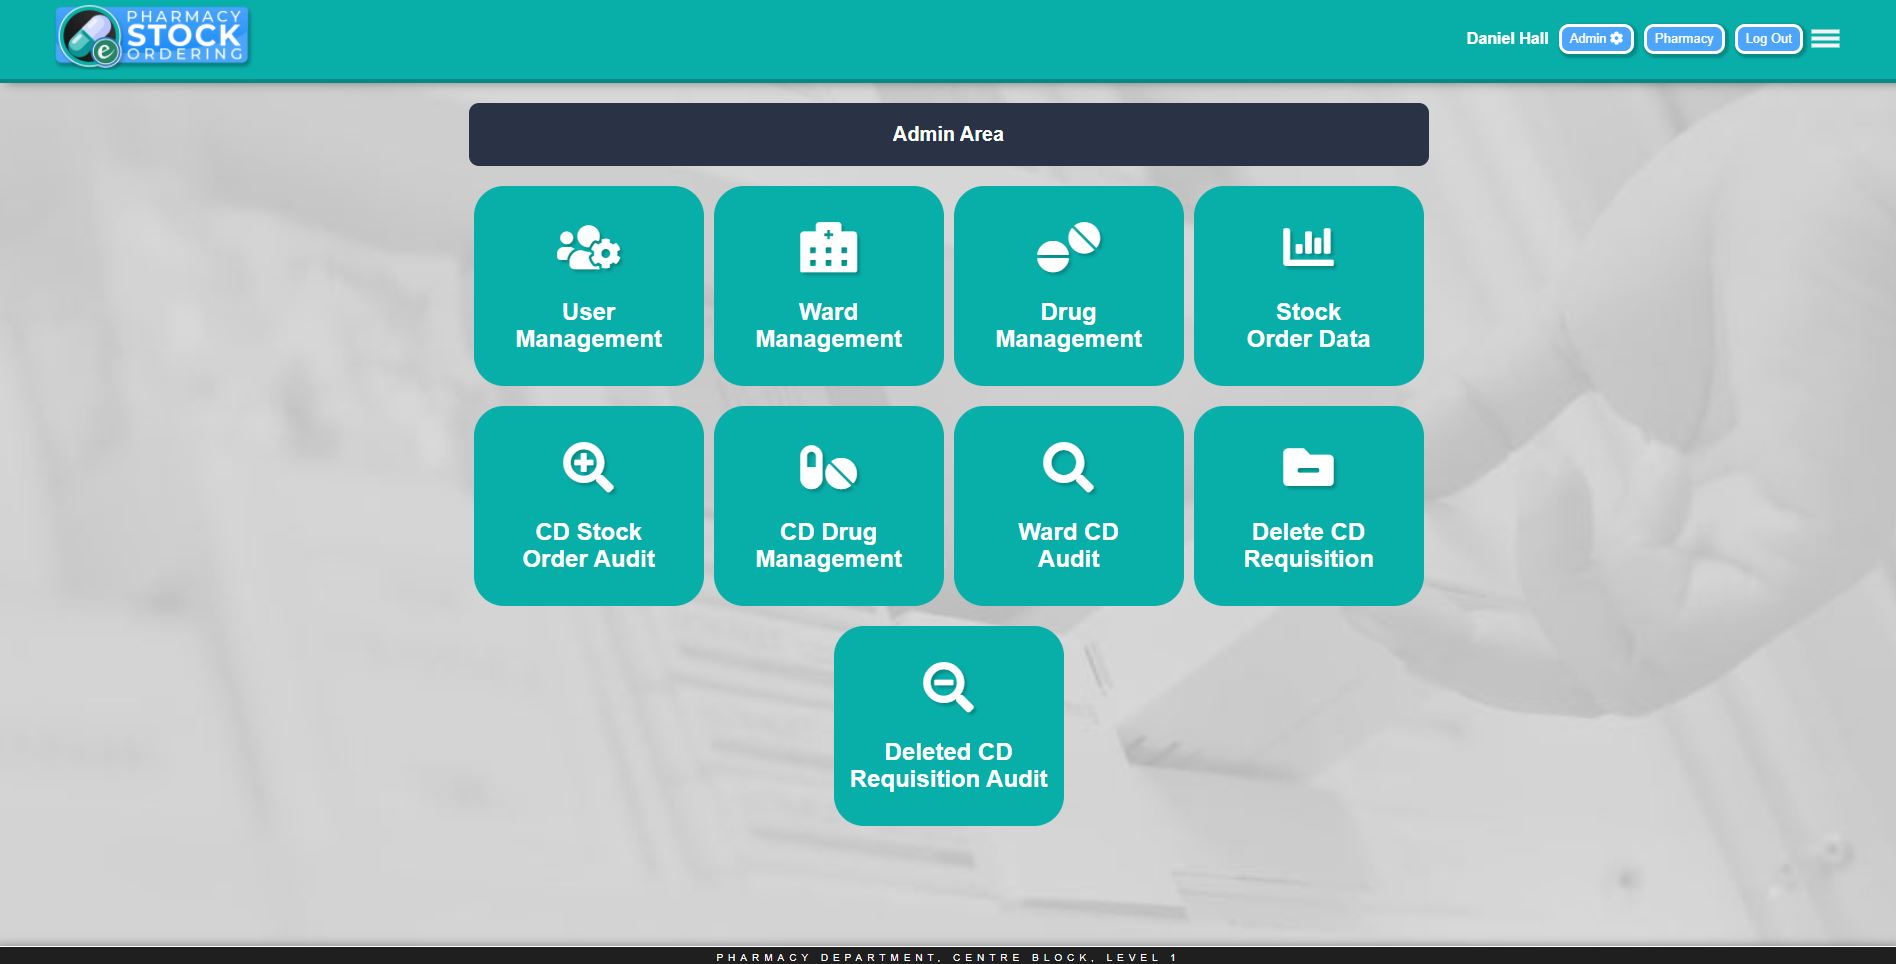 PHARMACY
STOCK
e ORDERING
Daniel Hall
Admin
Pharmacy
Log Out
Admin Area
User
Management
Ward
Management
Drug
Management
Stock
Order Data
CD Stock
Order Audit
CD Drug
Management
Ward CD
Audit
Delete CD
Requisition
Deleted CD
Requisition Audit
PHARMACY DEPARTMENT, CENTRE BLOCK, LEVEL 1